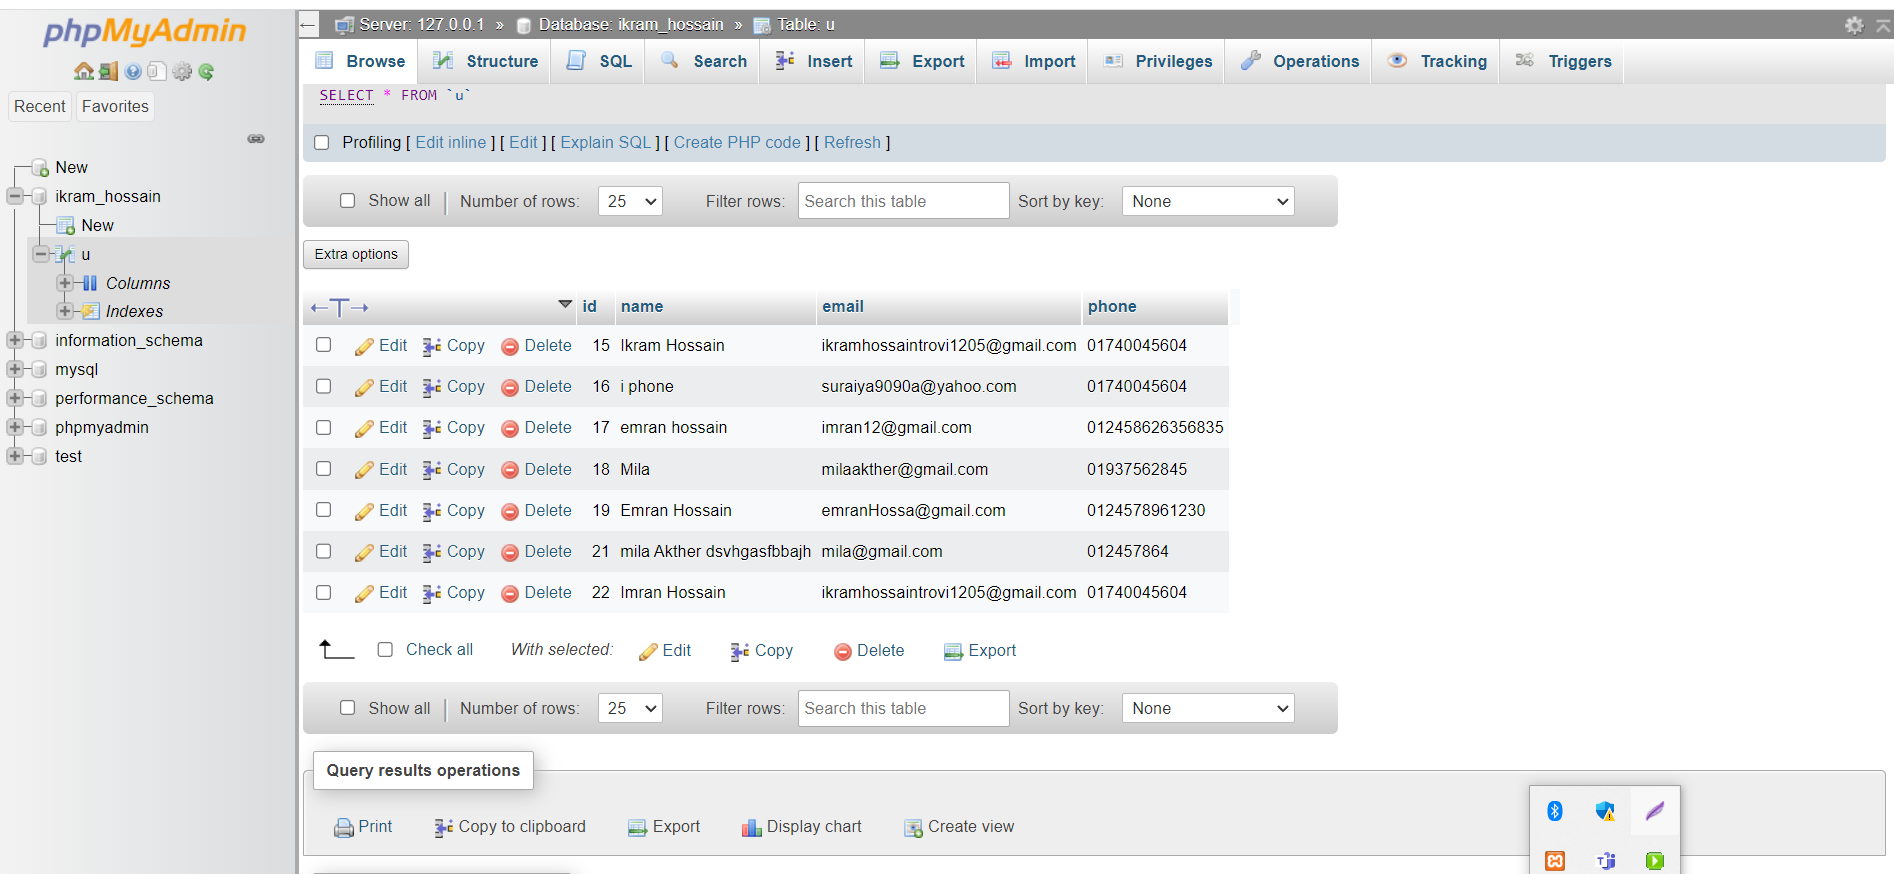 phpMyAdmin
Recent Favorites
New
ikram_hossain
New
u
Columns
Indexes
information_schema
mysql
performance_schema
phpmyadmin
test
Server: 127.0.0.1 » Database: ikram_hossain » Table: u
Browse Structure SQL Search Insert Export Import Privileges Operations Tracking Triggers
SELECT * FROM `u`
Profiling [ Edit inline ] [ Edit ] [ Explain SQL ] [ Create PHP code ] [ Refresh ]
Show all Number of rows: 25 Filter rows: Search this table Sort by key: None
Extra options
←T→ id name email phone
Edit Copy Delete 15 Ikram Hossain ikramhossaintrovi1205@gmail.com 01740045604
Edit Copy Delete 16 i phone suraiya9090a@yahoo.com 01740045604
Edit Copy Delete 17 emran hossain imran12@gmail.com 012458626356835
Edit Copy Delete 18 Mila milaakther@gmail.com 01937562845
Edit Copy Delete 19 Emran Hossain emranHossa@gmail.com 0124578961230
Edit Copy Delete 21 mila Akther dsvhgasfbbajh mila@gmail.com 012457864
Edit Copy Delete 22 Imran Hossain ikramhossaintrovi1205@gmail.com 01740045604
Check all With selected: Edit Copy Delete Export
Show all Number of rows: 25 Filter rows: Search this table Sort by key: None
Query results operations
Print Copy to clipboard Export Display chart Create view